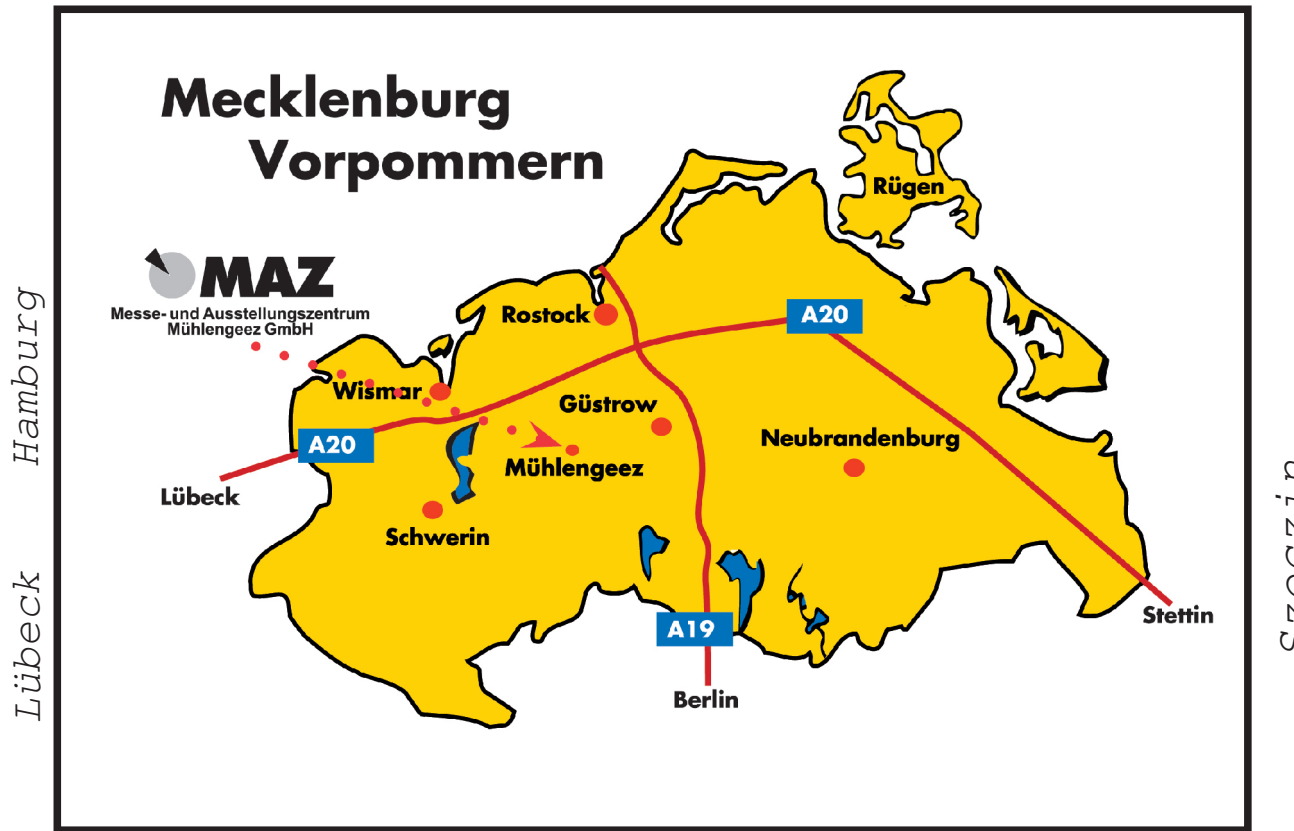 Mecklenburg
Vorpommern
Rügen
MAZ
Messe- und Ausstellungszentrum
Mühlengeez GmbH
Rostock
A20
Wismar
Güstrow
A20
Neubrandenburg
Mühlengeez
Lübeck
Schwerin
Stettin
A19
Berlin
Hamburg
Lübeck